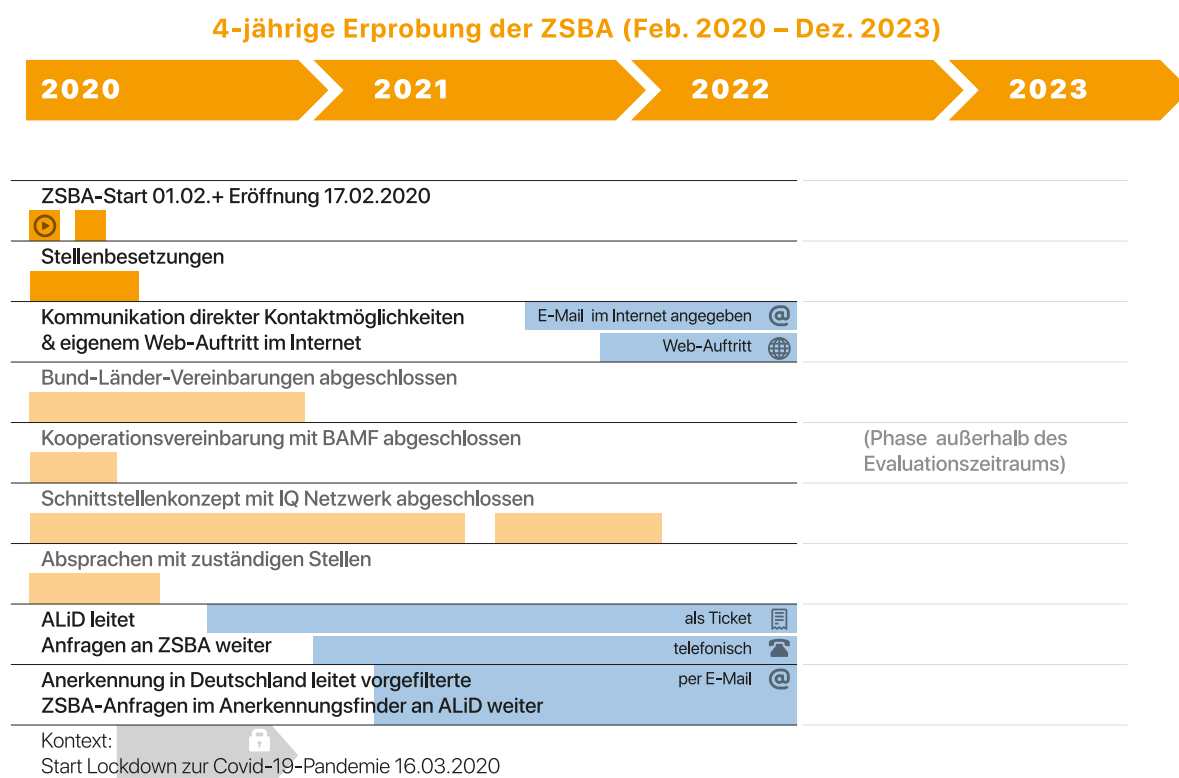 4-jährige Erprobung der ZSBA (Feb. 2020 – Dez. 2023)
2020 2021 2022 2023
ZSBA-Start 01.02.+ Eröffnung 17.02.2020
Stellenbesetzungen
Kommunikation direkter Kontaktmöglichkeiten
& eigenem Web-Auftritt im Internet
E-Mail im Internet angegeben @
Web-Auftritt
Bund-Länder-Vereinbarungen abgeschlossen
Kooperationsvereinbarung mit BAMF abgeschlossen
(Phase außerhalb des
Evaluationszeitraums)
Schnittstellenkonzept mit IQ Netzwerk abgeschlossen
Absprachen mit zuständigen Stellen
ALiD leitet
Anfragen an ZSBA weiter
als Ticket
telefonisch
Anerkennung in Deutschland leitet vorgefilterte
ZSBA-Anfragen im Anerkennungsfinder an ALiD weiter
per E-Mail @
Kontext:
Start Lockdown zur Covid-19-Pandemie 16.03.2020